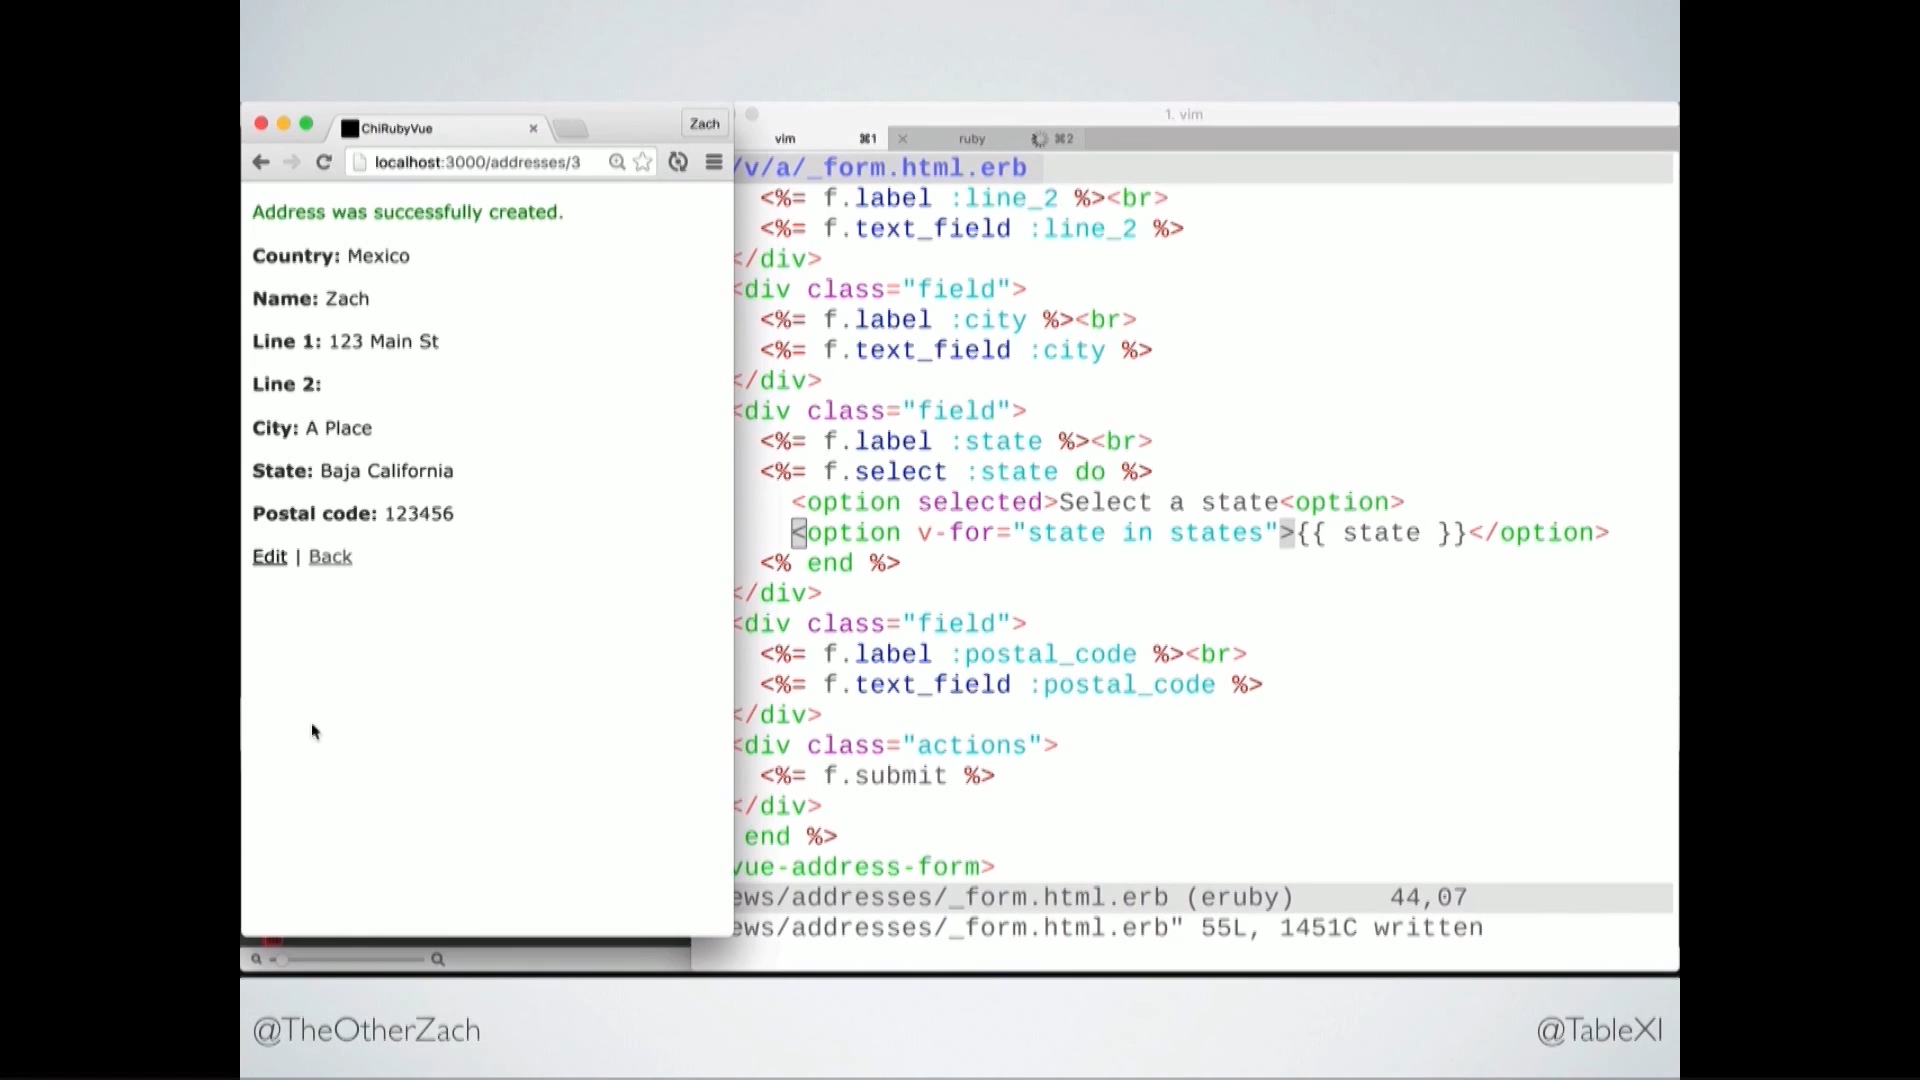 ChiRubyVue
Zach
localhost:3000/addresses/3
Address was successfully created.
Country: Mexico
Name: Zach
Line 1: 123 Main St
Line 2:
City: A Place
State: Baja California
Postal code: 123456
Edit | Back
1. vim
vim ⌘1
ruby ⌘2
/v/a/_form.html.erb
<%= f.label :line_2 %><br>
<%= f.text_field :line_2 %>
</div>
<div class="field">
<%= f.label :city %><br>
<%= f.text_field :city %>
</div>
<div class="field">
<%= f.label :state %><br>
<%= f.select :state do %>
<option selected>Select a state<option>
<option v-for="state in states">{{ state }}</option>
<% end %>
</div>
<div class="field">
<%= f.label :postal_code %><br>
<%= f.text_field :postal_code %>
</div>
<div class="actions">
<%= f.submit %>
</div>
end %>
vue-address-form>
ews/addresses/_form.html.erb (eruby) 44,07
ews/addresses/_form.html.erb" 55L, 1451C written
@TheOtherZach
@TableXI